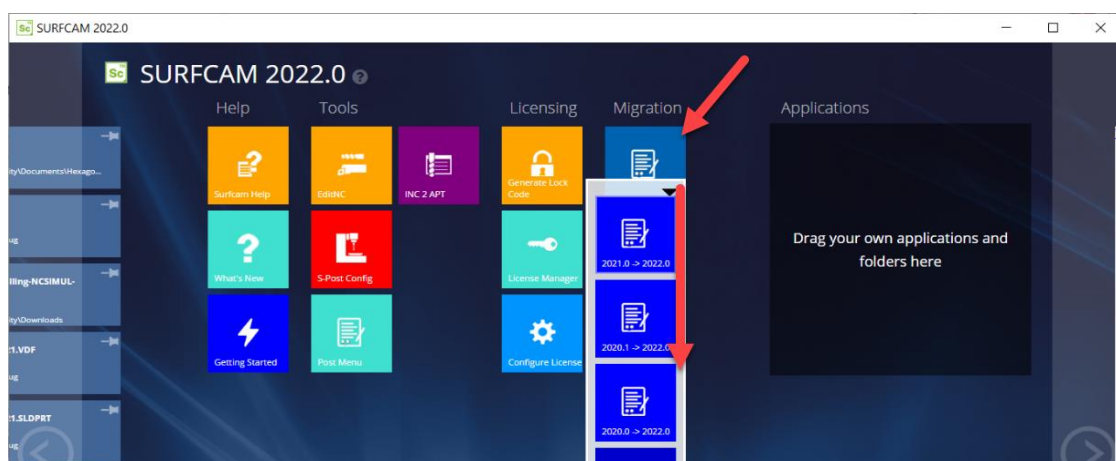 SURFCAM 2022.0
SURFCAM 2022.0
Help
Tools
Licensing
Migration
Applications
ity\Documents\Hexago...
Surfcam Help
EditNC
INC 2 APT
Generate Lock
Code
ug
What's New
S-Post Config
License Manager
2021.0 -> 2022.0
Drag your own applications and
folders here
lling-NCSIMUL-
ity\Downloads
Getting Started
Post Menu
Configure License
2020.1 -> 2022.0
1.VDF
ug
1.SLDPRT
ug
2020.0 -> 2022.0